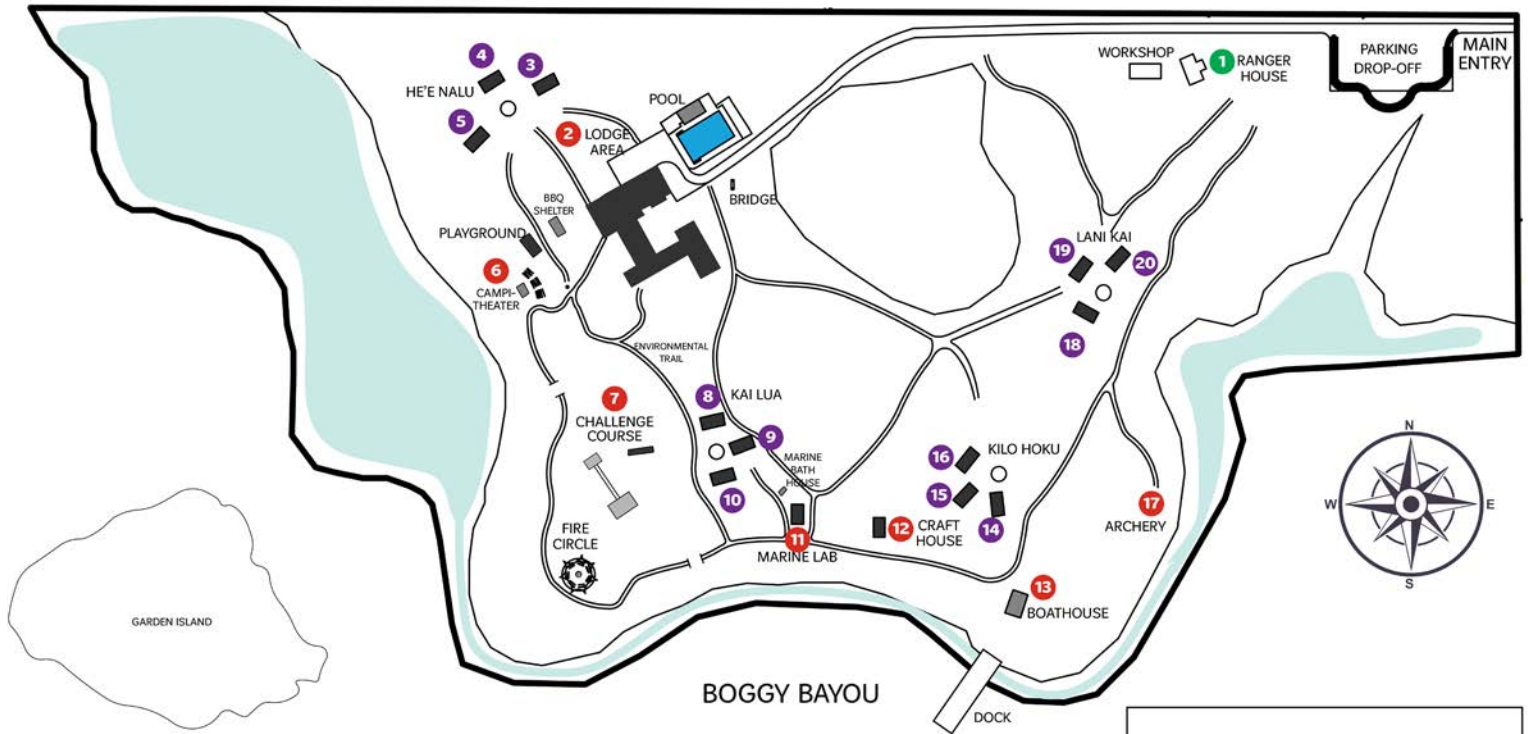 MAIN
ENTRY
PARKING
DROP-OFF
WORKSHOP
1
RANGER
HOUSE
4
3
HE'E NALU
5
POOL
2
LODGE
AREA
BRIDGE
BBQ
SHELTER
PLAYGROUND
6
CAMPI-
THEATER
LANI KAI
19
20
18
ENVIRONMENTAL
TRAIL
7
CHALLENGE
COURSE
8
KAI LUA
9
10
MARINE
BATH
HOUSE
16
KILO HOKU
15
14
17
ARCHERY
12
CRAFT
HOUSE
11
MARINE LAB
FIRE
CIRCLE
13
BOATHOUSE
N
W
E
S
GARDEN ISLAND
BOGGY BAYOU
DOCK